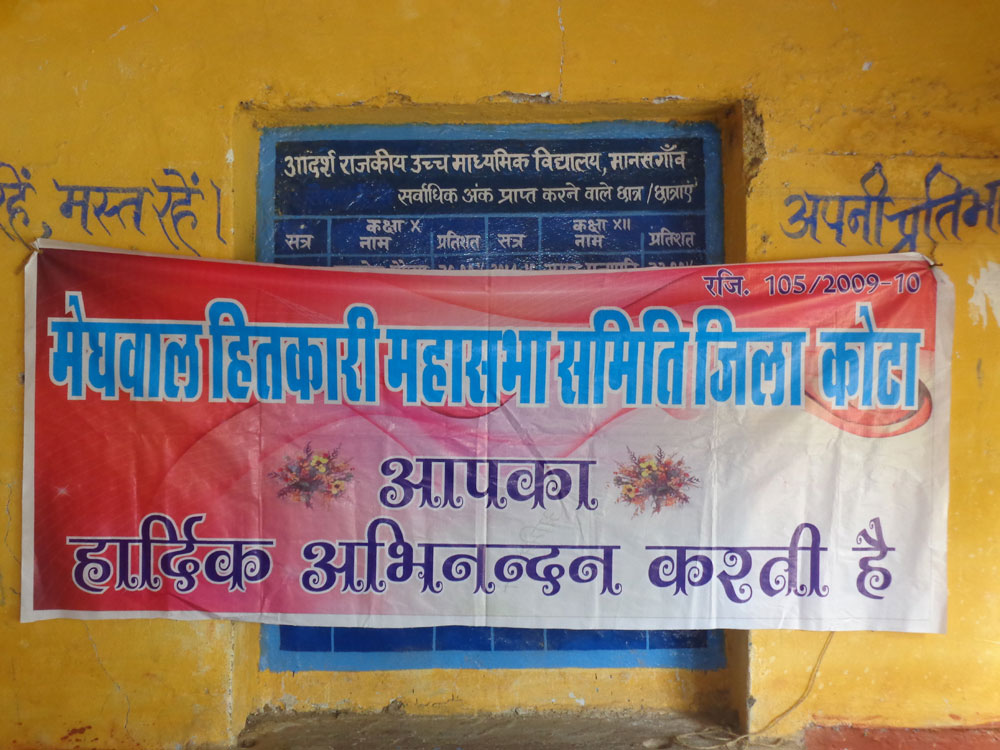 आदर्श राजकीय उच्च माध्यमिक विद्यालय, मानसगाँव
सर्वाधिक अंक प्राप्त करने वाले छात्र/छात्राएं
सत्र कक्षा X नाम प्रतिशत सत्र कक्षा XII नाम प्रतिशत
रहें, मस्त रहें।
अपनी प्रतिभा
रजि. 105/2009-10
मेघवाल हितकारी महासभा समिति जिला कोटा
आपका
हार्दिक अभिनन्दन करती है